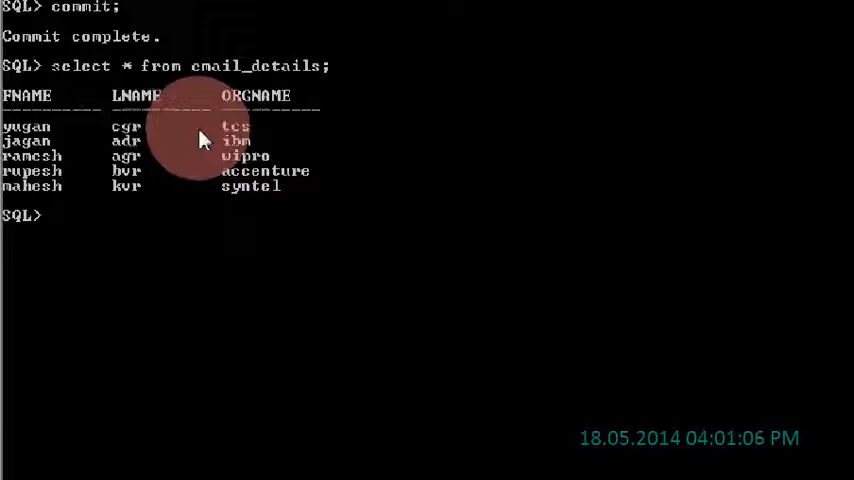 SQL> commit;
Commit complete.
SQL> select * from email_details;
FNAME LNAME ORGNAME
---------- ---------- ----------
yugan cgr tcs
jagan adr ibm
ramesh agr wipro
rupesh bvr accenture
mahesh kvr syntel
SQL>
18.05.2014 04:01:06 PM